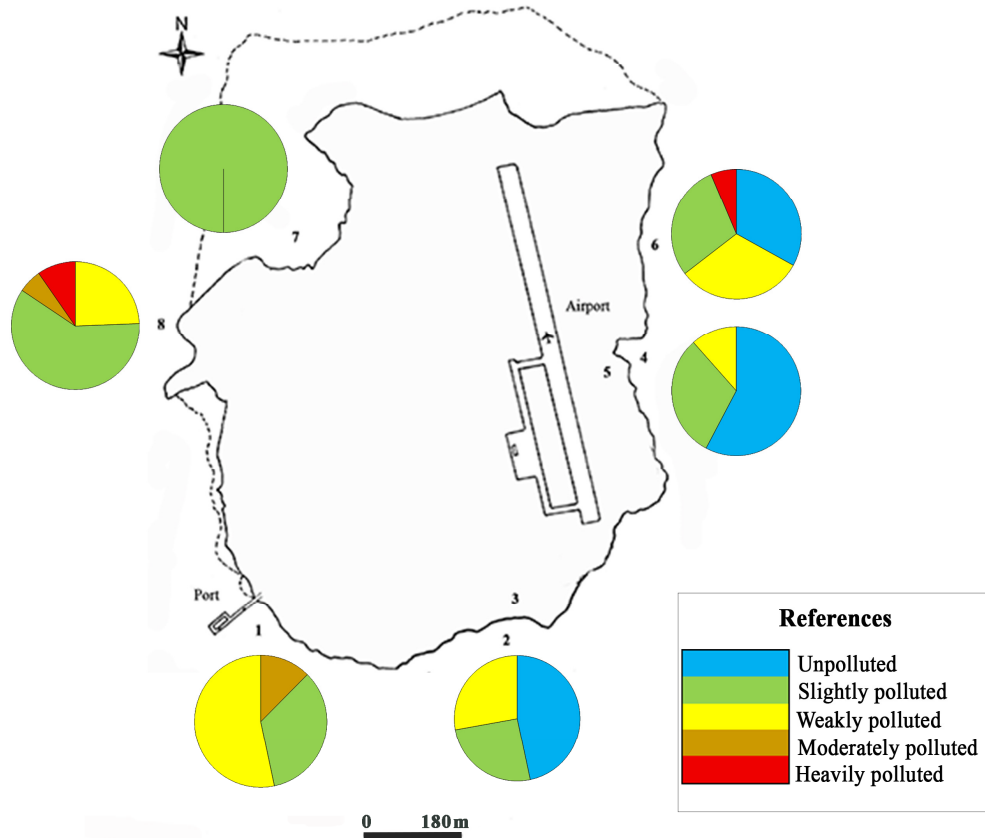 N
7
6
Airport
8
4
5
Port
3
1
2
References
Unpolluted
Slightly polluted
Weakly polluted
Moderately polluted
Heavily polluted
0 180 m